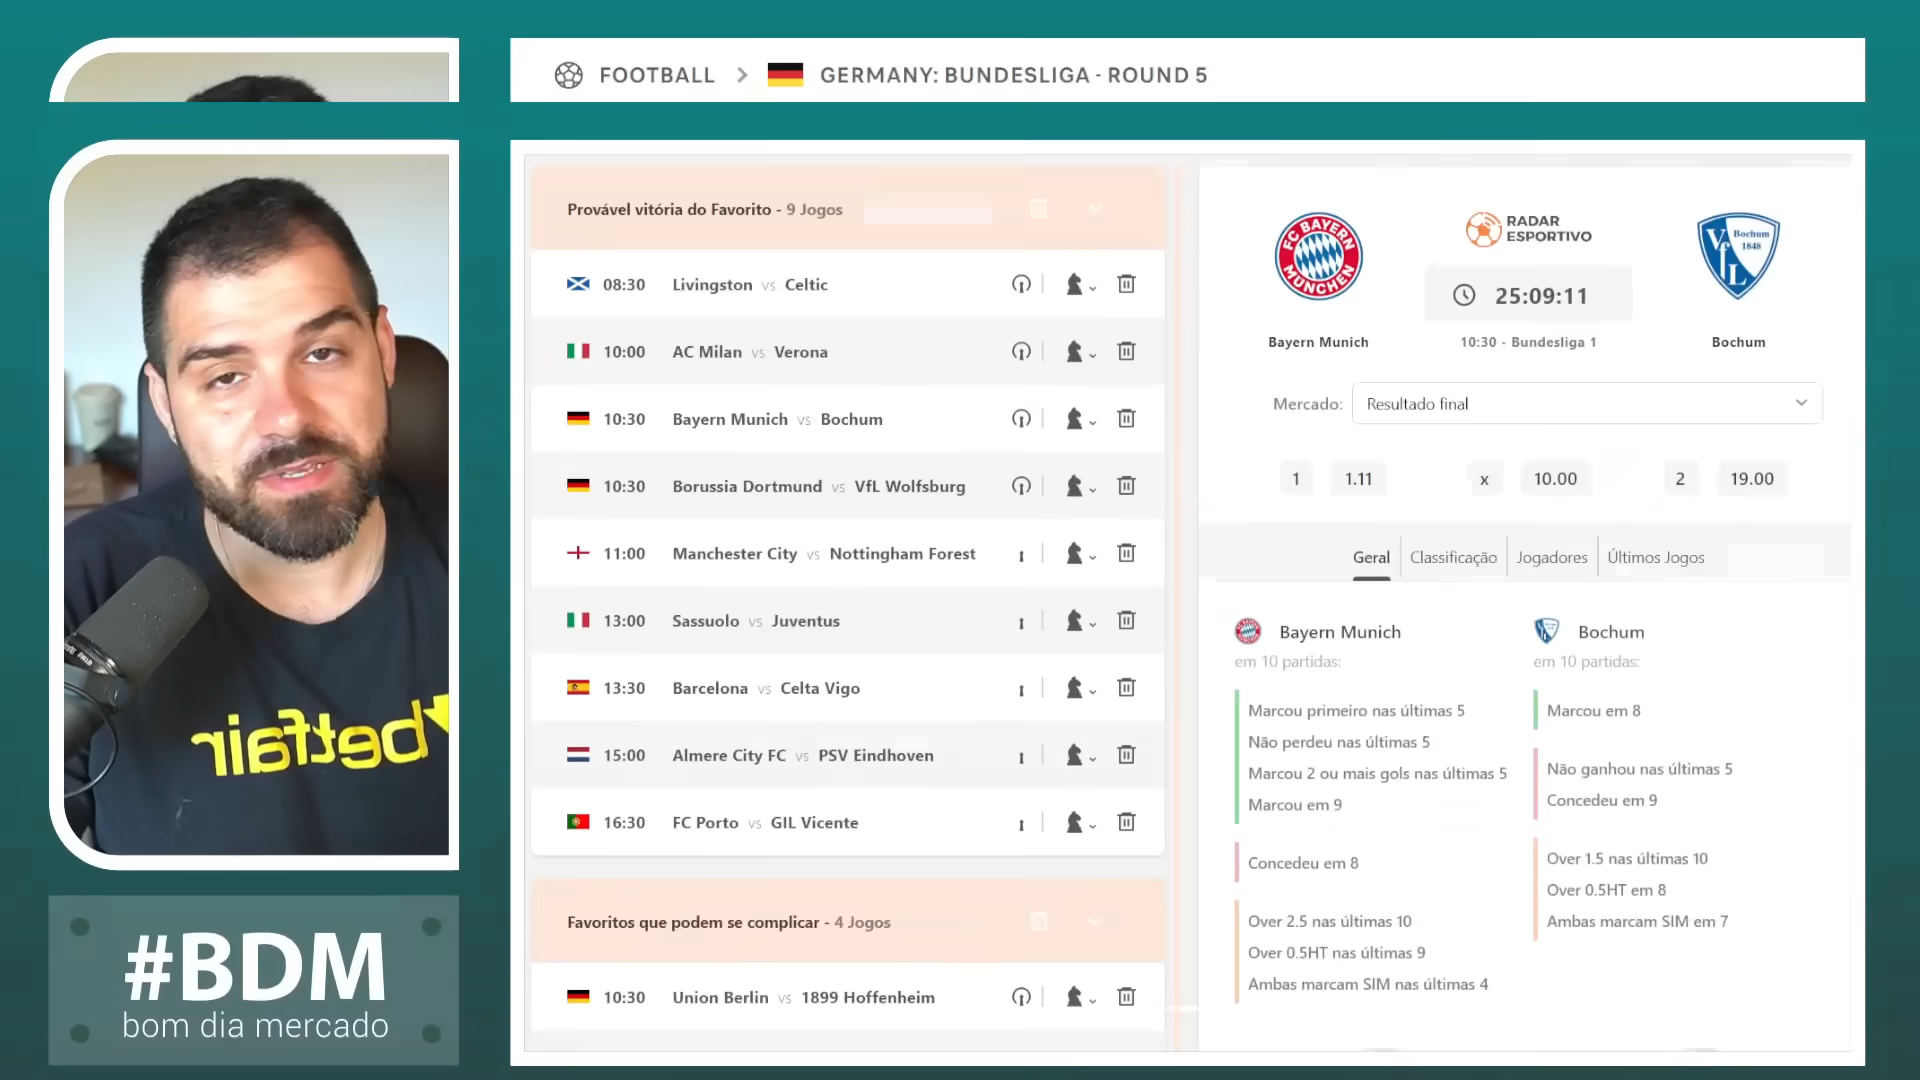 FOOTBALL > GERMANY: BUNDESLIGA - ROUND 5
Provável vitória do Favorito - 9 Jogos
08:30 Livingston vs Celtic
10:00 AC Milan vs Verona
10:30 Bayern Munich vs Bochum
10:30 Borussia Dortmund vs VfL Wolfsburg
11:00 Manchester City vs Nottingham Forest
13:00 Sassuolo vs Juventus
13:30 Barcelona vs Celta Vigo
15:00 Almere City FC vs PSV Eindhoven
16:30 FC Porto vs GIL Vicente
Favoritos que podem se complicar - 4 Jogos
10:30 Union Berlin vs 1899 Hoffenheim
FC BAYERN
MÜNCHEN
RADAR
ESPORTIVO
VfL
Bochum
1848
25:09:11
Bayern Munich
10:30 - Bundesliga 1
Bochum
Mercado: Resultado final
1 1.11 x 10.00 2 19.00
Geral Classificação Jogadores Últimos Jogos
Bayern Munich
em 10 partidas:
Marcou primeiro nas últimas 5
Não perdeu nas últimas 5
Marcou 2 ou mais gols nas últimas 5
Marcou em 9
Concedeu em 8
Over 2.5 nas últimas 10
Over 0.5HT nas últimas 9
Ambas marcam SIM nas últimas 4
Bochum
em 10 partidas:
Marcou em 8
Não ganhou nas últimas 5
Concedeu em 9
Over 1.5 nas últimas 10
Over 0.5HT em 8
Ambas marcam SIM em 7
betfair
#BDM
bom dia mercado